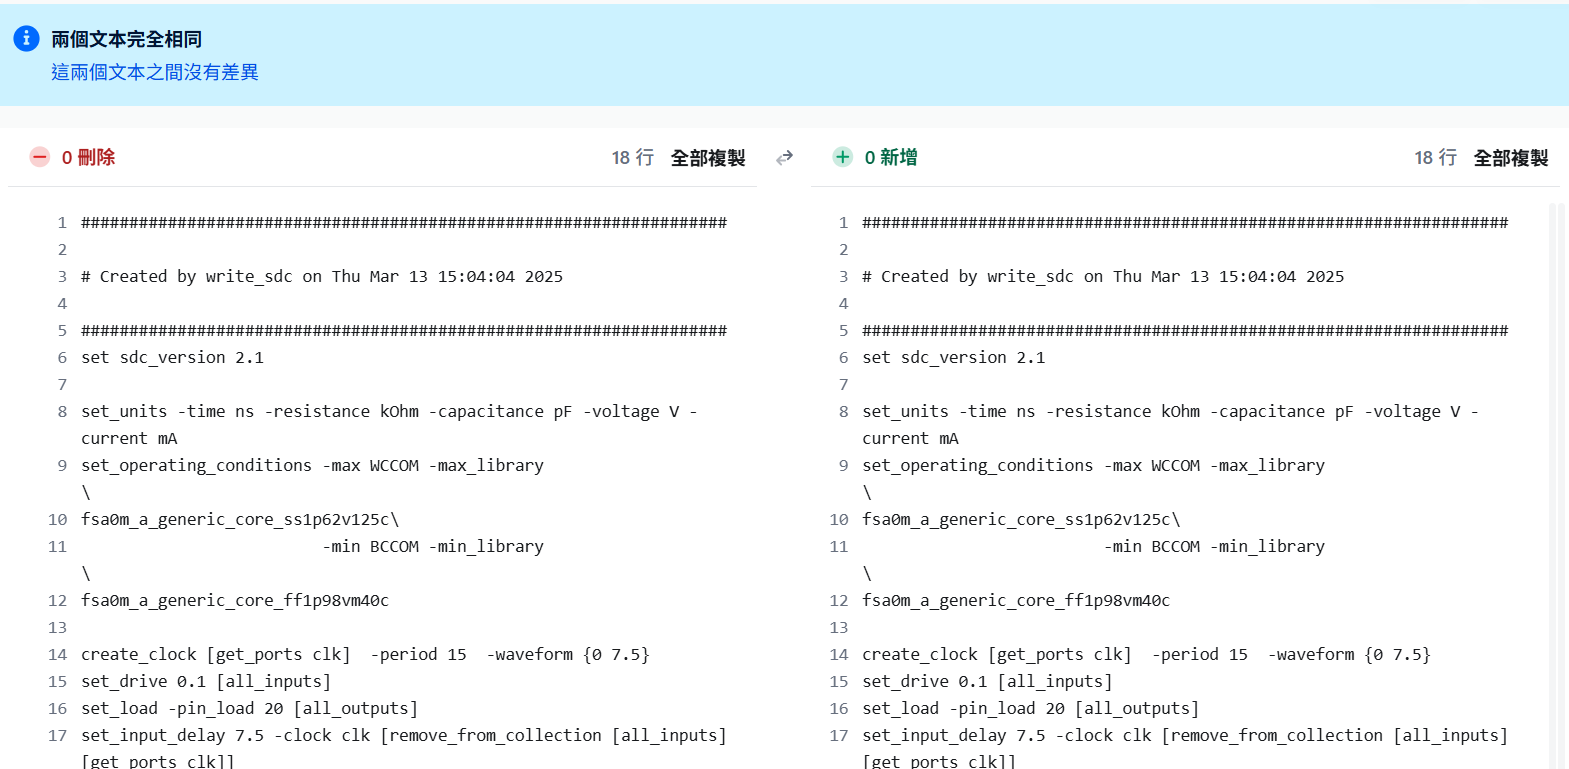 兩個文本完全相同
這兩個文本之間沒有差異
0 刪除
18 行 全部複製
0 新增
18 行 全部複製
1 ###################################################################
2
3 # Created by write_sdc on Thu Mar 13 15:04:04 2025
4
5 ###################################################################
6 set sdc_version 2.1
7
8 set_units -time ns -resistance kOhm -capacitance pF -voltage V -
current mA
9 set_operating_conditions -max WCCOM -max_library
\
10 fsa0m_a_generic_core_ss1p62v125c\
11                          -min BCCOM -min_library
\
12 fsa0m_a_generic_core_ff1p98vm40c
13
14 create_clock [get_ports clk]  -period 15  -waveform {0 7.5}
15 set_drive 0.1 [all_inputs]
16 set_load -pin_load 20 [all_outputs]
17 set_input_delay 7.5 -clock clk [remove_from_collection [all_inputs]
[get_ports clk]]
1 ###################################################################
2
3 # Created by write_sdc on Thu Mar 13 15:04:04 2025
4
5 ###################################################################
6 set sdc_version 2.1
7
8 set_units -time ns -resistance kOhm -capacitance pF -voltage V -
current mA
9 set_operating_conditions -max WCCOM -max_library
\
10 fsa0m_a_generic_core_ss1p62v125c\
11                          -min BCCOM -min_library
\
12 fsa0m_a_generic_core_ff1p98vm40c
13
14 create_clock [get_ports clk]  -period 15  -waveform {0 7.5}
15 set_drive 0.1 [all_inputs]
16 set_load -pin_load 20 [all_outputs]
17 set_input_delay 7.5 -clock clk [remove_from_collection [all_inputs]
[get_ports clk]]